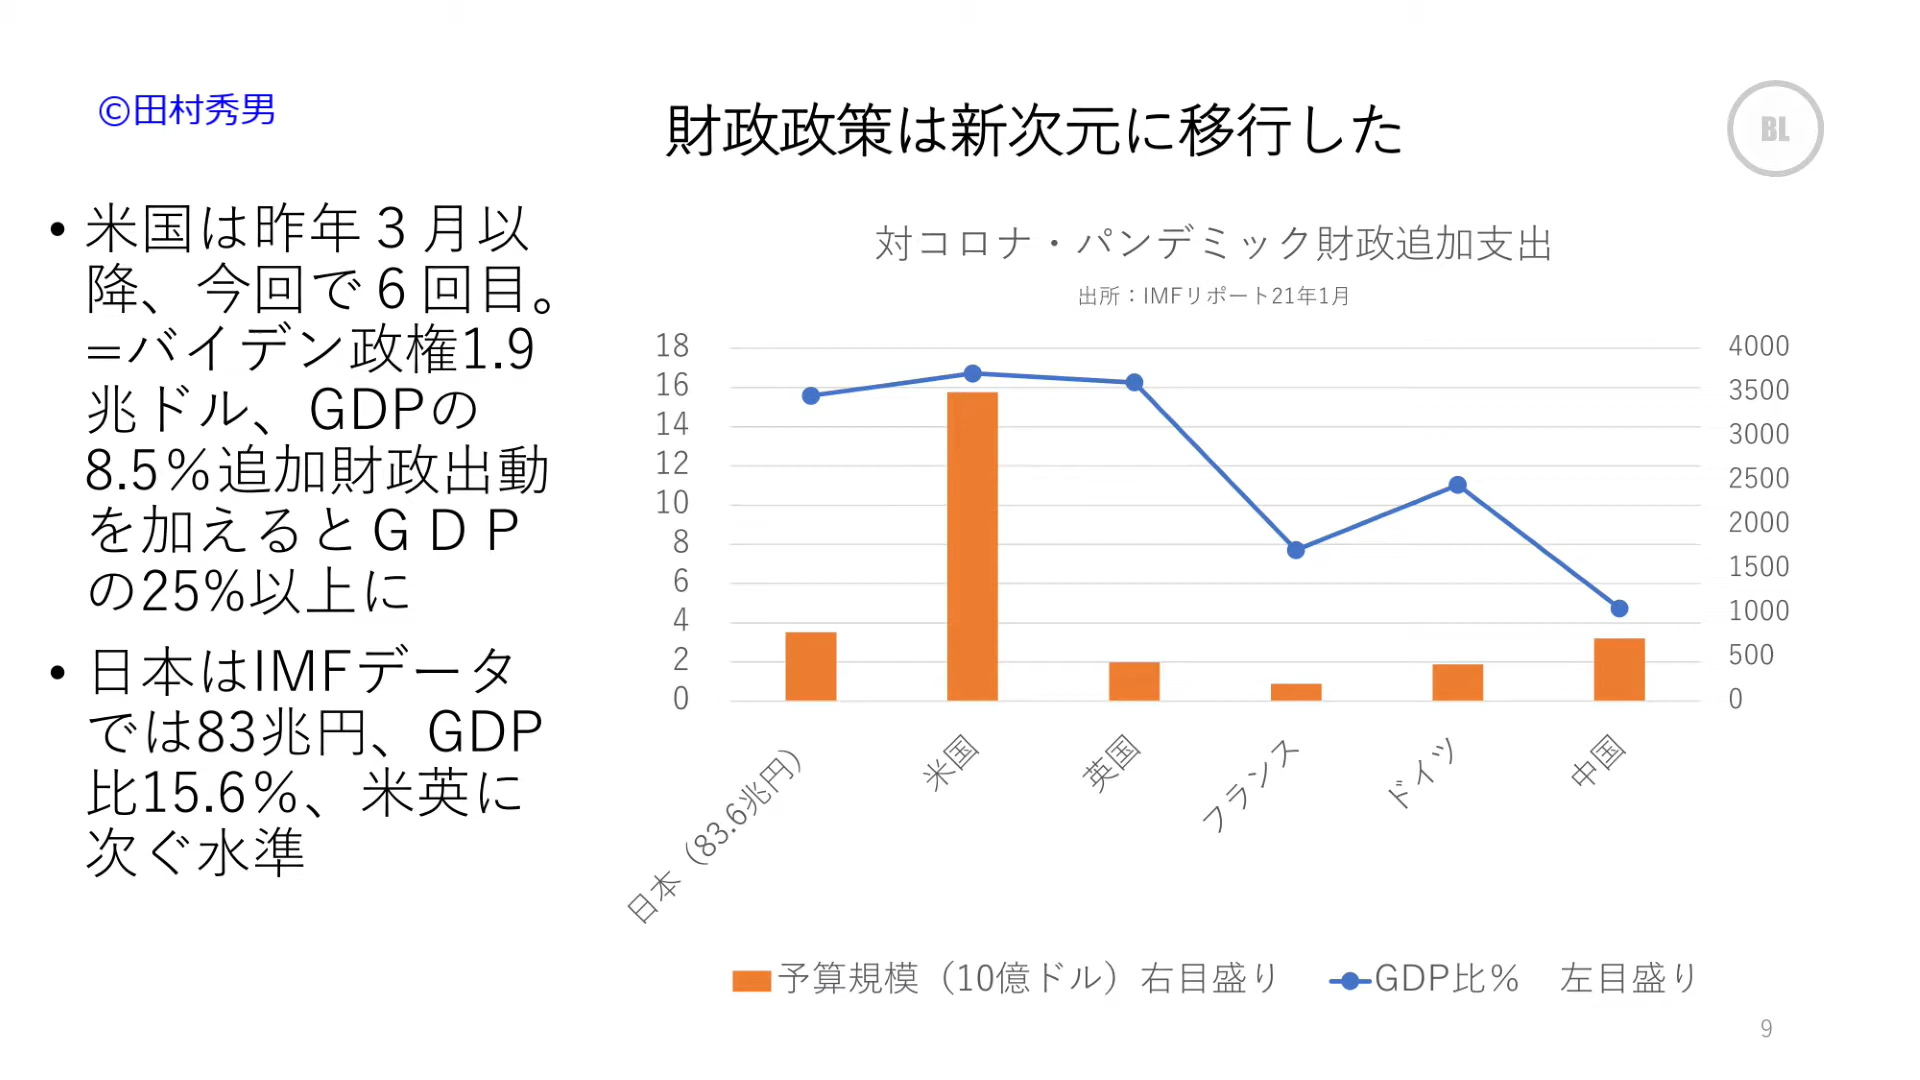 ©田村秀男
財政政策は新次元に移行した
BL
• 米国は昨年３月以
降、今回で６回目。
=バイデン政権1.9
兆ドル、GDPの
8.5％追加財政出動
を加えるとＧＤＰ
の25%以上に
• 日本はIMFデータ
では83兆円、GDP
比15.6％、米英に
次ぐ水準
対コロナ・パンデミック財政追加支出
出所：IMFリポート21年1月
18
16
14
12
10
8
6
4
2
0
4000
3500
3000
2500
2000
1500
1000
500
0
日本（83.6兆円）
米国
英国
フランス
ドイツ
中国
予算規模（10億ドル）右目盛り
GDP比％　左目盛り
9